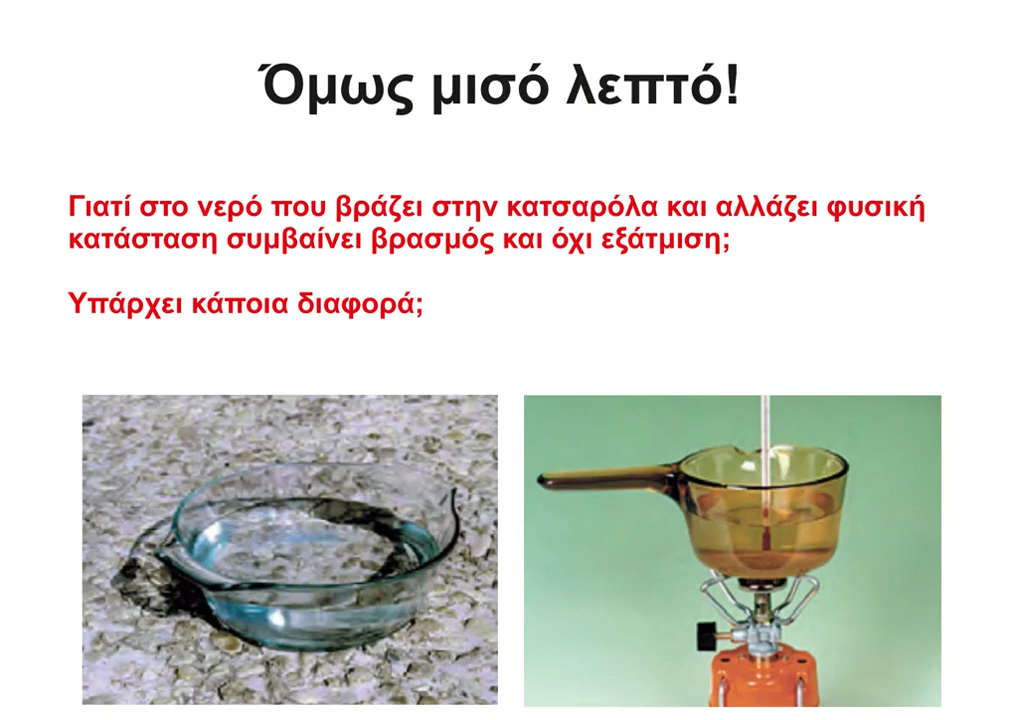 Όμως μισό λεπτό!
Γιατί στο νερό που βράζει στην κατσαρόλα και αλλάζει φυσική
κατάσταση συμβαίνει βρασμός και όχι εξάτμιση;
Υπάρχει κάποια διαφορά;